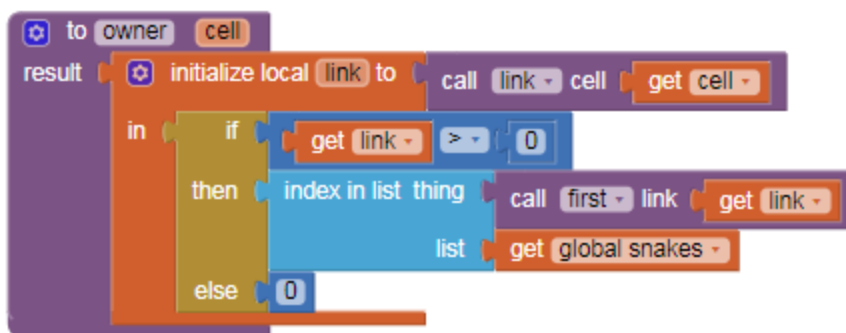 to owner cell
result initialize local link to call link cell get cell
in if get link > 0
then index in list thing call first link get link
list get global snakes
else 0